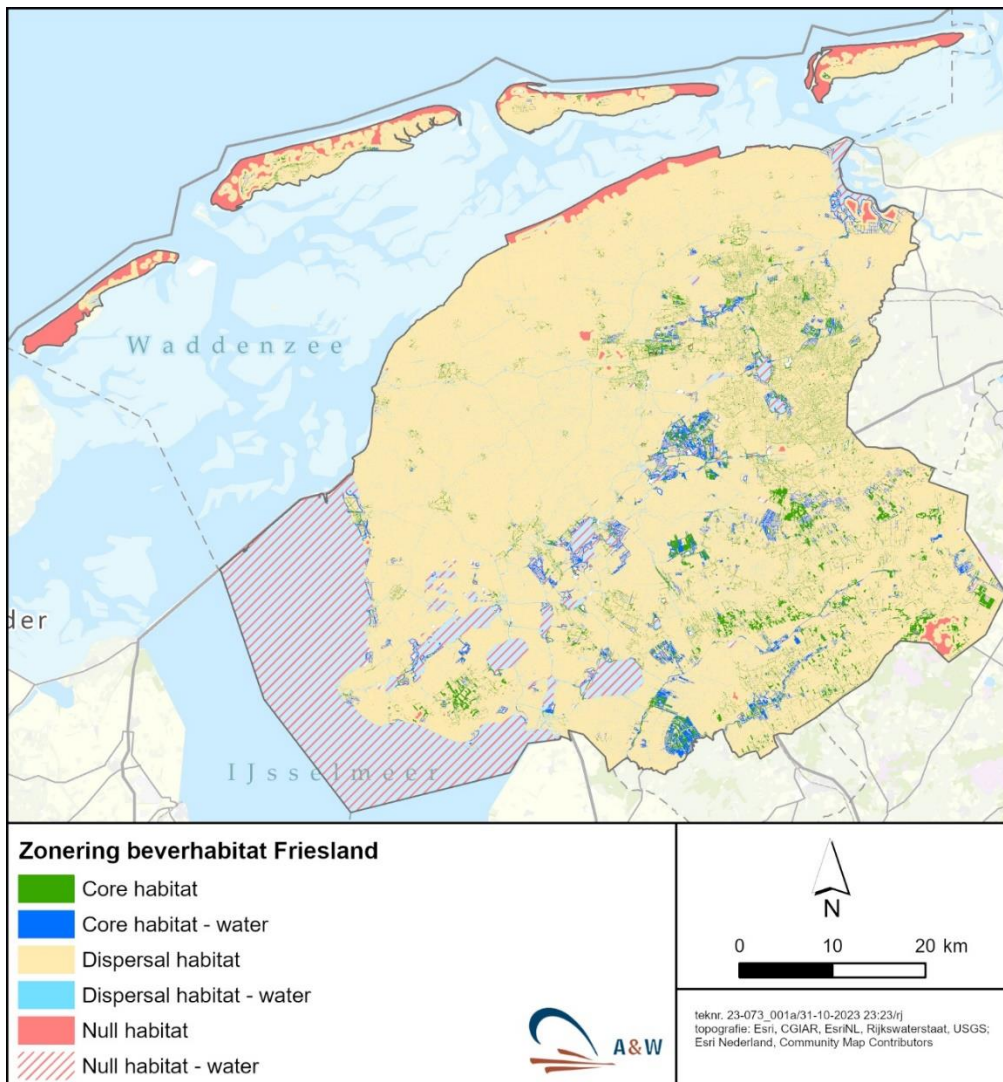 Waddenzee
der
IJsselmeer
Zonering beverhabitat Friesland
Core habitat
Core habitat - water
Dispersal habitat
Dispersal habitat - water
Null habitat
Null habitat - water
A&W
N
0 10 20 km
teknr. 23-073_001a/31-10-2023 23:23/rj
topografie: Esri, CGIAR, EsriNL, Rijkswaterstaat, USGS;
Esri Nederland, Community Map Contributors